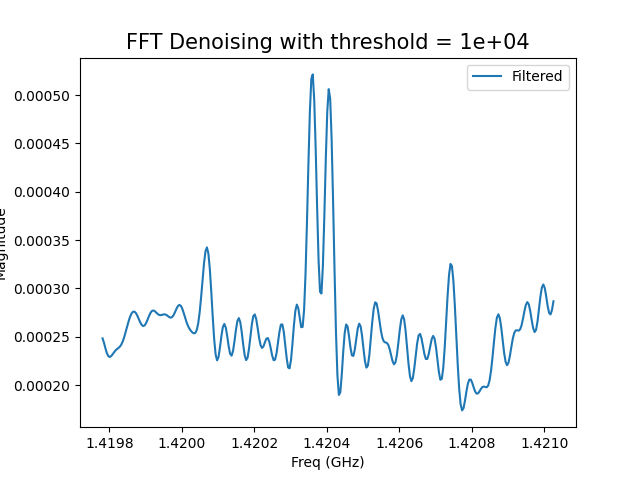 FFT Denoising with threshold = 1e+04
Filtered
0.00050
0.00045
0.00040
0.00035
0.00030
0.00025
0.00020
Magnitude
1.4198 1.4200 1.4202 1.4204 1.4206 1.4208 1.4210
Freq (GHz)